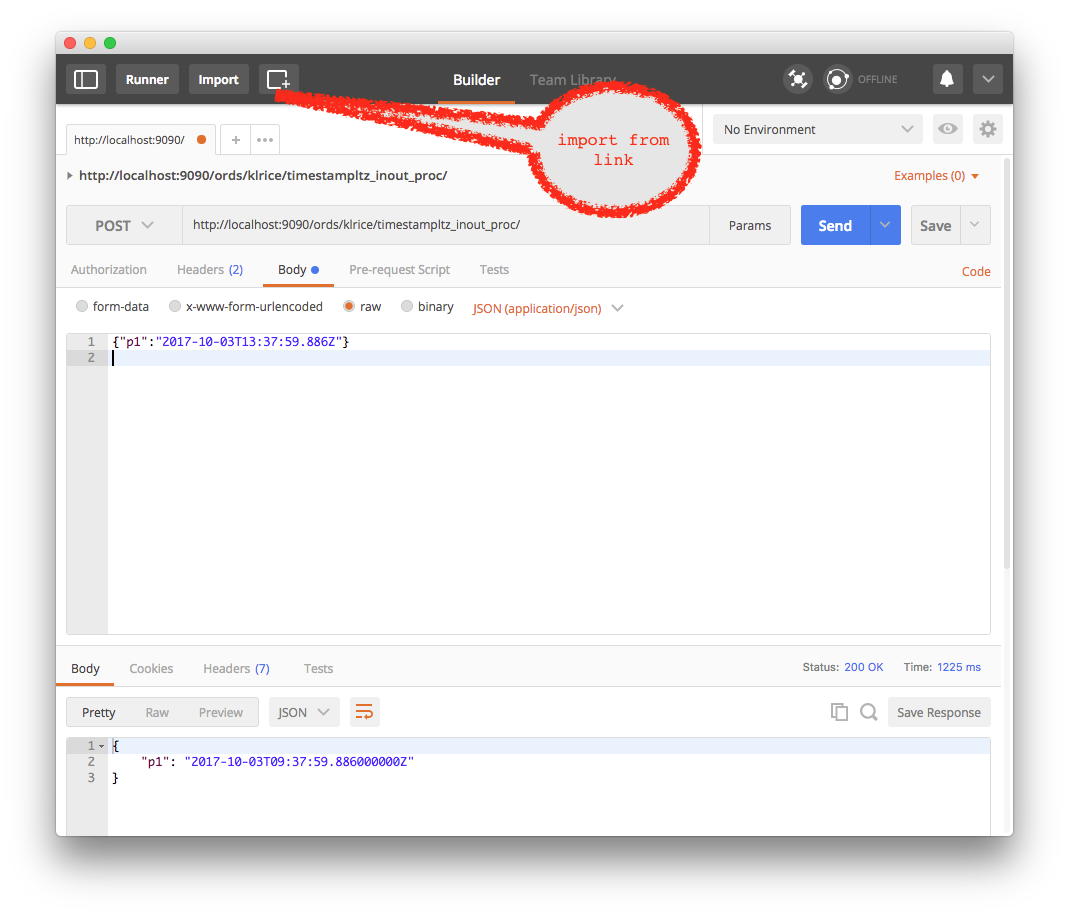 Runner Import Builder Team Library OFFLINE
import from
link
http://localhost:9090/ + ••• No Environment
http://localhost:9090/ords/klrice/timestampltz_inout_proc/ Examples (0)
POST http://localhost:9090/ords/klrice/timestampltz_inout_proc/ Params Send Save
Authorization Headers (2) Body Pre-request Script Tests Code
form-data x-www-form-urlencoded raw binary JSON (application/json)
1 {"p1":"2017-10-03T13:37:59.886Z"}
2
Body Cookies Headers (7) Tests Status: 200 OK Time: 1225 ms
Pretty Raw Preview JSON Save Response
1 {
2 "p1": "2017-10-03T09:37:59.886000000Z"
3 }